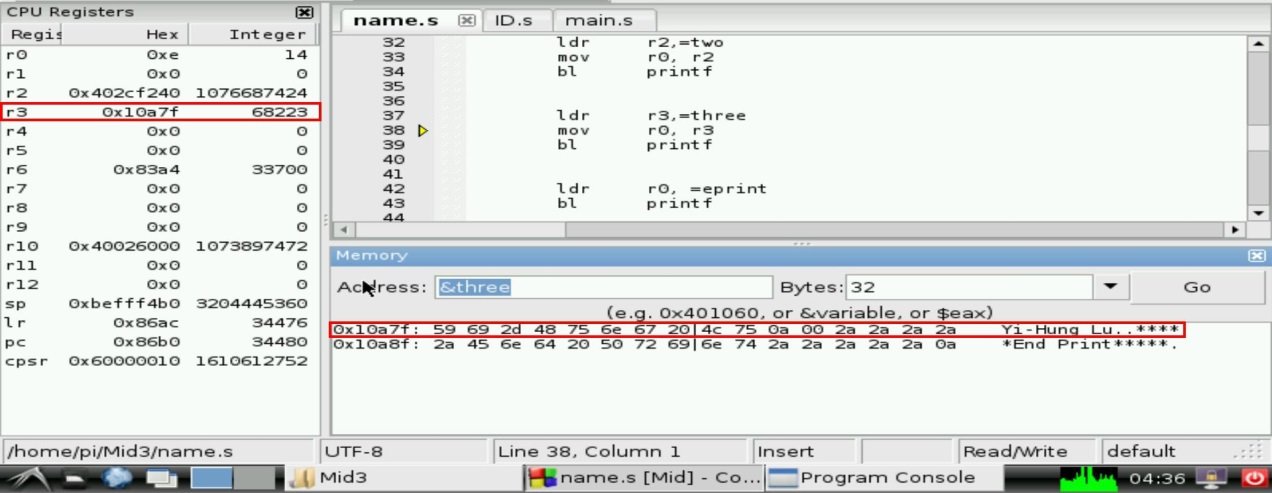 CPU Registers
Regis Hex Integer
r0 0xe 14
r1 0x0 0
r2 0x402cf240 1076687424
r3 0x10a7f 68223
r4 0x0 0
r5 0x0 0
r6 0x83a4 33700
r7 0x0 0
r8 0x0 0
r9 0x0 0
r10 0x40026000 1073897472
r11 0x0 0
r12 0x0 0
sp 0xbefff4b0 3204445360
lr 0x86ac 34476
pc 0x86b0 34480
cpsr 0x60000010 1610612752
name.s ID.s main.s
32 ldr r2,=two
33 mov r0, r2
34 bl printf
35
36
37 ldr r3,=three
38 mov r0, r3
39 bl printf
40
41
42 ldr r0, =eprint
43 bl printf
44
Memory
Address: &three Bytes: 32 Go
(e.g. 0x401060, or &variable, or $eax)
0x10a7f: 59 69 2d 48 75 6e 67 20|4c 75 0a 00 2a 2a 2a 2a Yi-Hung Lu..****
0x10a8f: 2a 45 6e 64 20 50 72 69|6e 74 2a 2a 2a 2a 2a 0a *End Print*****.
/home/pi/Mid3/name.s UTF-8 Line 38, Column 1 Insert Read/Write default
Mid3 name.s [Mid] - Co... Program Console 04:36